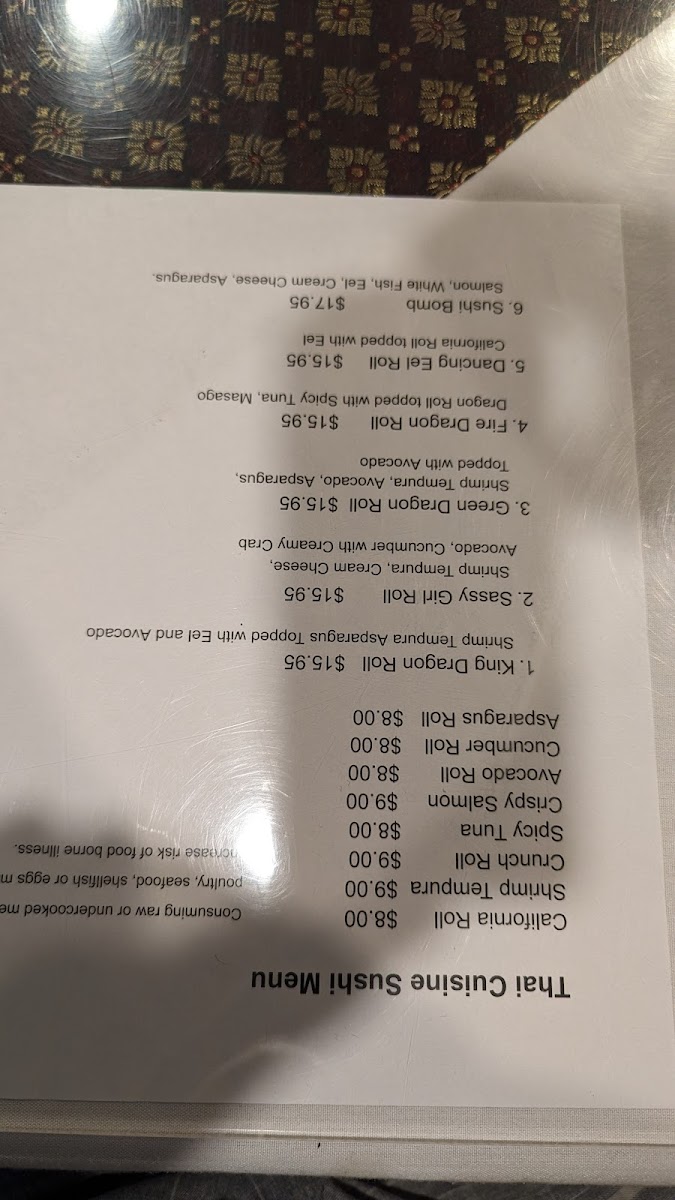 Thai Cuisine Sushi Menu
California Roll $8.00
Shrimp Tempura $9.00
Crunch Roll $9.00
Spicy Tuna $8.00
Crispy Salmon $9.00
Avocado Roll $8.00
Cucumber Roll $8.00
Asparagus Roll $8.00
Consuming raw or undercooked me
poultry, seafood, shellfish or eggs m
increase risk of food borne illness.
1. King Dragon Roll $15.95
Shrimp Tempura Asparagus Topped with Eel and Avocado
2. Sassy Girl Roll $15.95
Shrimp Tempura, Cream Cheese,
Avocado, Cucumber with Creamy Crab
3. Green Dragon Roll $15.95
Shrimp Tempura, Avocado, Asparagus,
Topped with Avocado
4. Fire Dragon Roll $15.95
Dragon Roll topped with Spicy Tuna, Masago
5. Dancing Eel Roll $15.95
California Roll topped with Eel
6. Sushi Bomb $17.95
Salmon, White Fish, Eel, Cream Cheese, Asparagus.